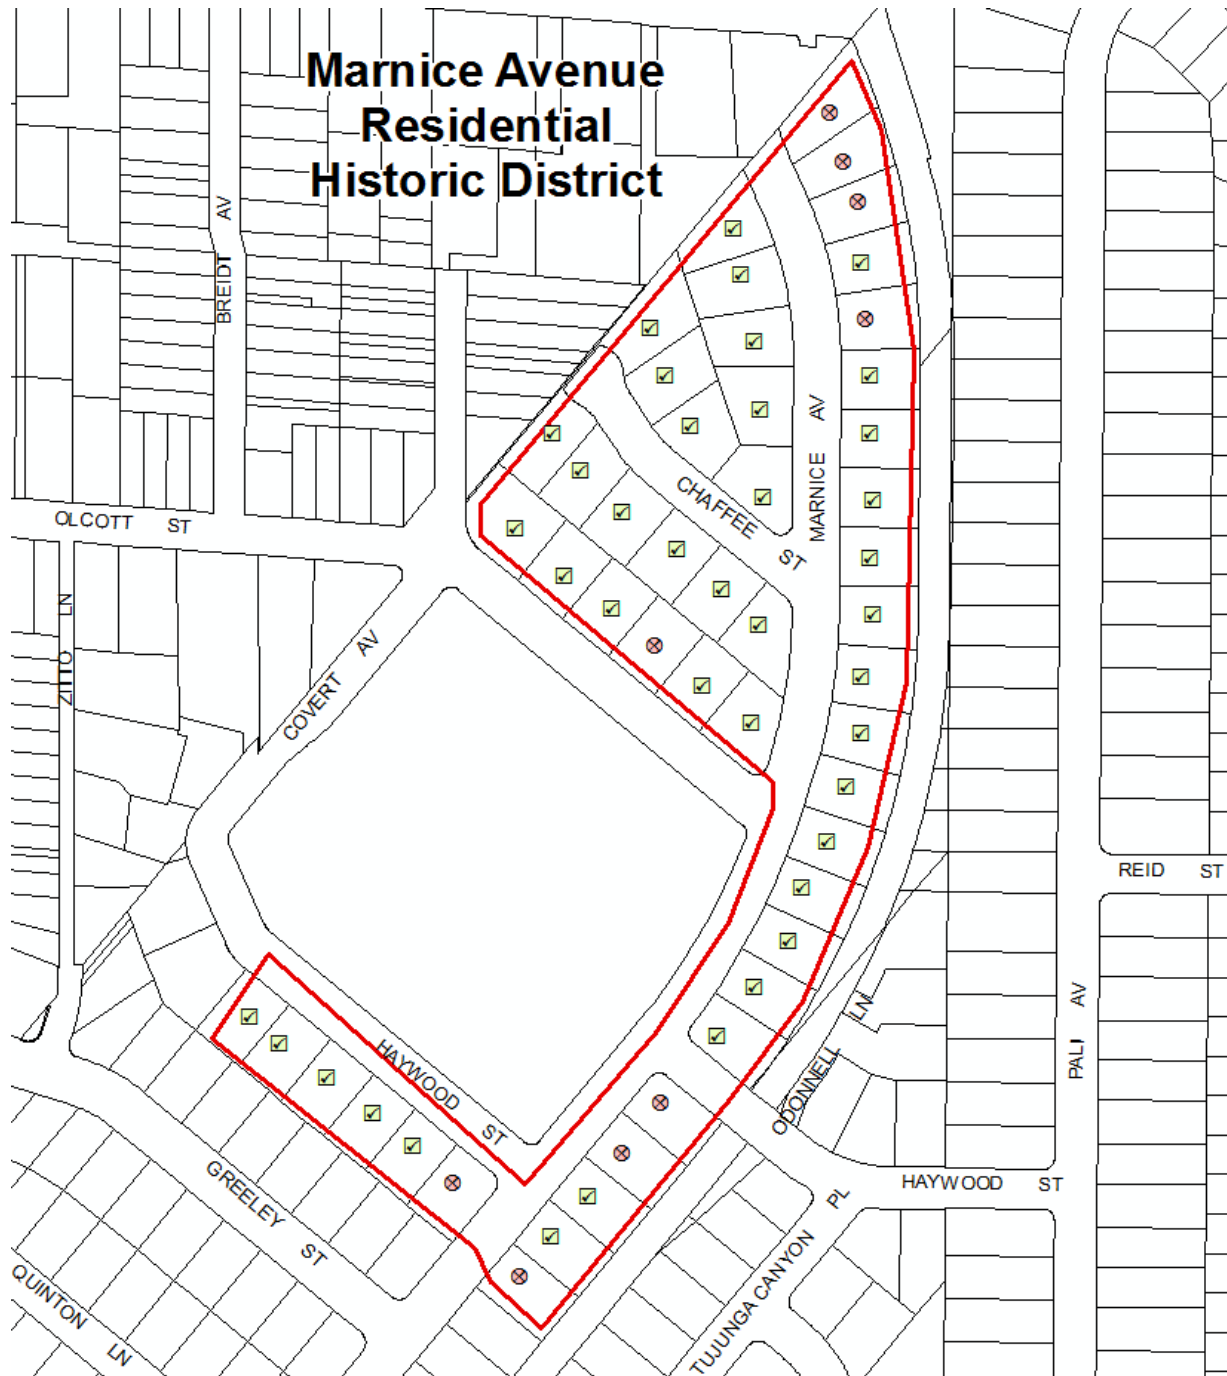 Marnice Avenue
Residential
Historic District
BREIDT AV
MARNICE AV
CHAFFEE ST
OLCOTT ST
ZITTO LN
COVERT AV
REID ST
PALI AV
ODONNELL LN
HAYWOOD ST
HAYWOOD ST
GREELEY ST
TUJUNGA CANYON PL
QUINTON LN